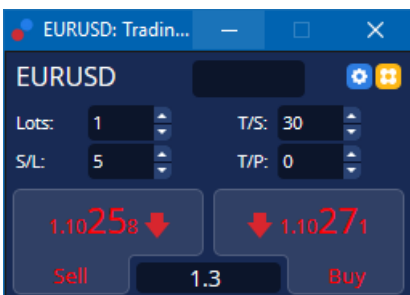 EURUSD: Tradin...
EURUSD
Lots: 1 T/S: 30
S/L: 5 T/P: 0
1.10258 1.10271
Sell 1.3 Buy